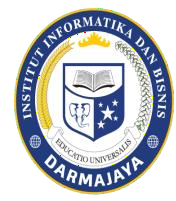 INSTITUT INFORMATIKA DAN BISNIS
EDUCATIO UNIVERSALIS
DARMAJAYA